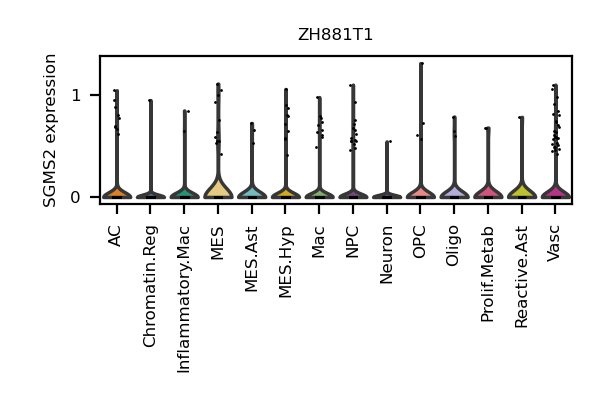 ZH881T1
SGMS2 expression
1
0
AC
Chromatin.Reg
Inflammatory.Mac
MES
MES.Ast
MES.Hyp
Mac
NPC
Neuron
OPC
Oligo
Prolif.Metab
Reactive.Ast
Vasc